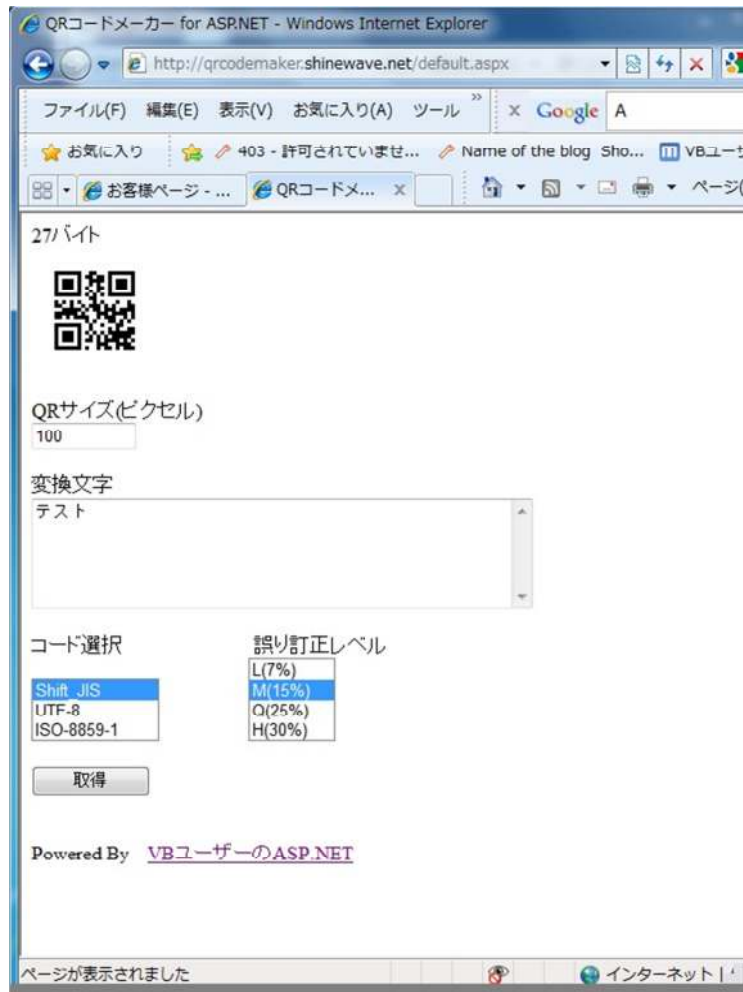 QRコードメーカー for ASP.NET - Windows Internet Explorer
http://qrcodemaker.shinewave.net/default.aspx
ファイル(F) 編集(E) 表示(V) お気に入り(A) ツール » x Google A
お気に入り 403 - 許可されていませ... Name of the blog Sho... VBユー
お客様ページ - ... QRコードメ... x ページ(
27バイト
QRサイズ(ピクセル)
100
変換文字
テスト
コード選択 誤り訂正レベル
L(7%)
Shift_JIS M(15%)
UTF-8 Q(25%)
ISO-8859-1 H(30%)
取得
Powered By VBユーザーのASP.NET
ページが表示されました インターネット |